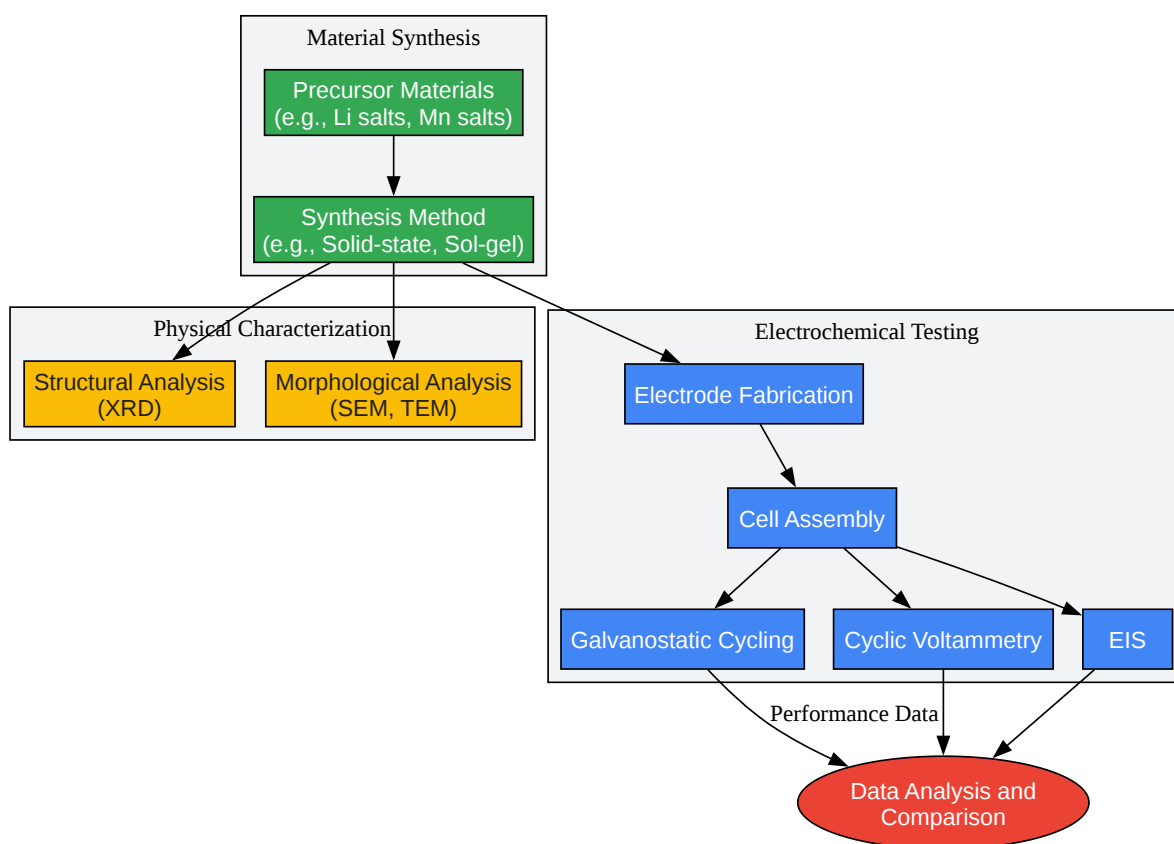 Material Synthesis
Precursor Materials
(e.g., Li salts, Mn salts)
Synthesis Method
(e.g., Solid-state, Sol-gel)
Physical Characterization
Structural Analysis
(XRD)
Morphological Analysis
(SEM, TEM)
Electrochemical Testing
Electrode Fabrication
Cell Assembly
Galvanostatic Cycling
Cyclic Voltammetry
EIS
Performance Data
Data Analysis and
Comparison